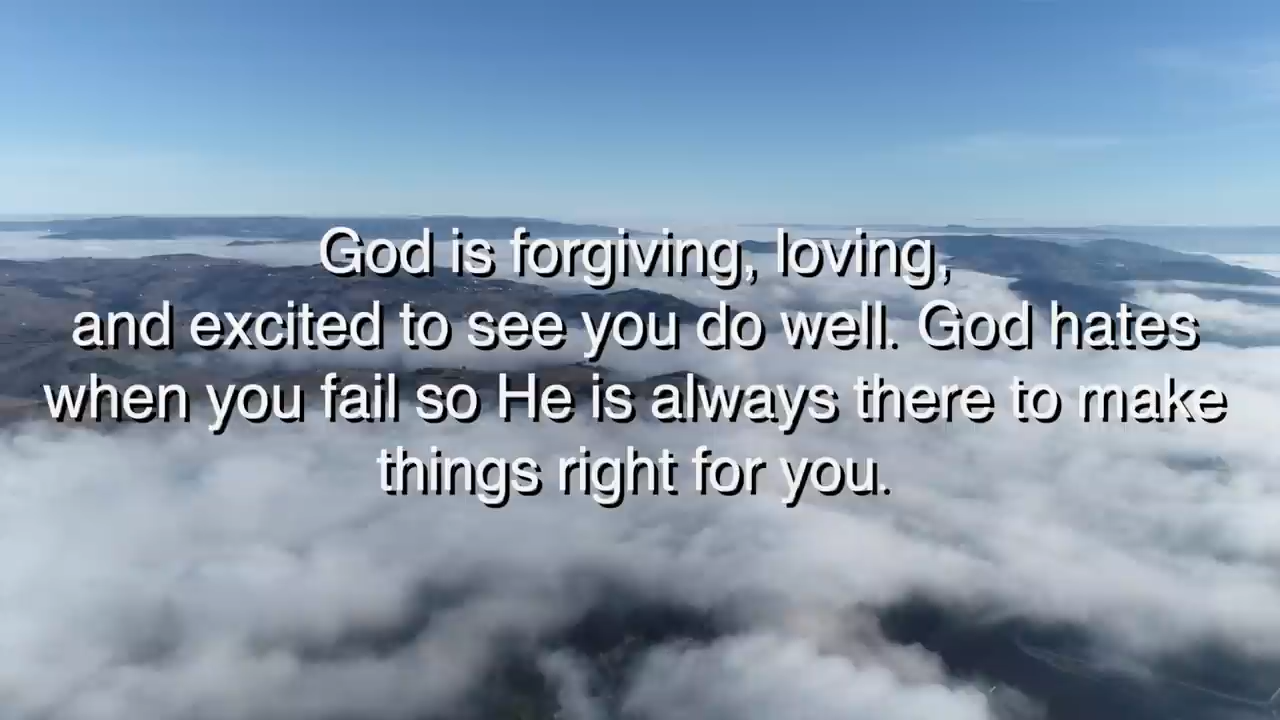 God is forgiving, loving,
and excited to see you do well. God hates
when you fail so He is always there to make
things right for you.